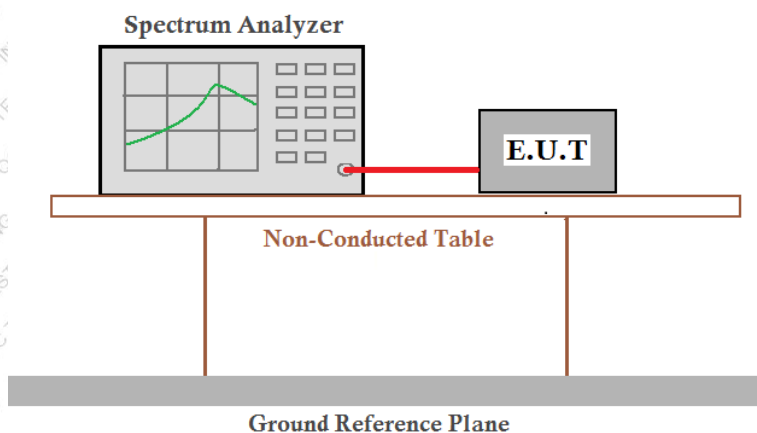 Spectrum Analyzer
E.U.T
Non-Conducted Table
Ground Reference Plane